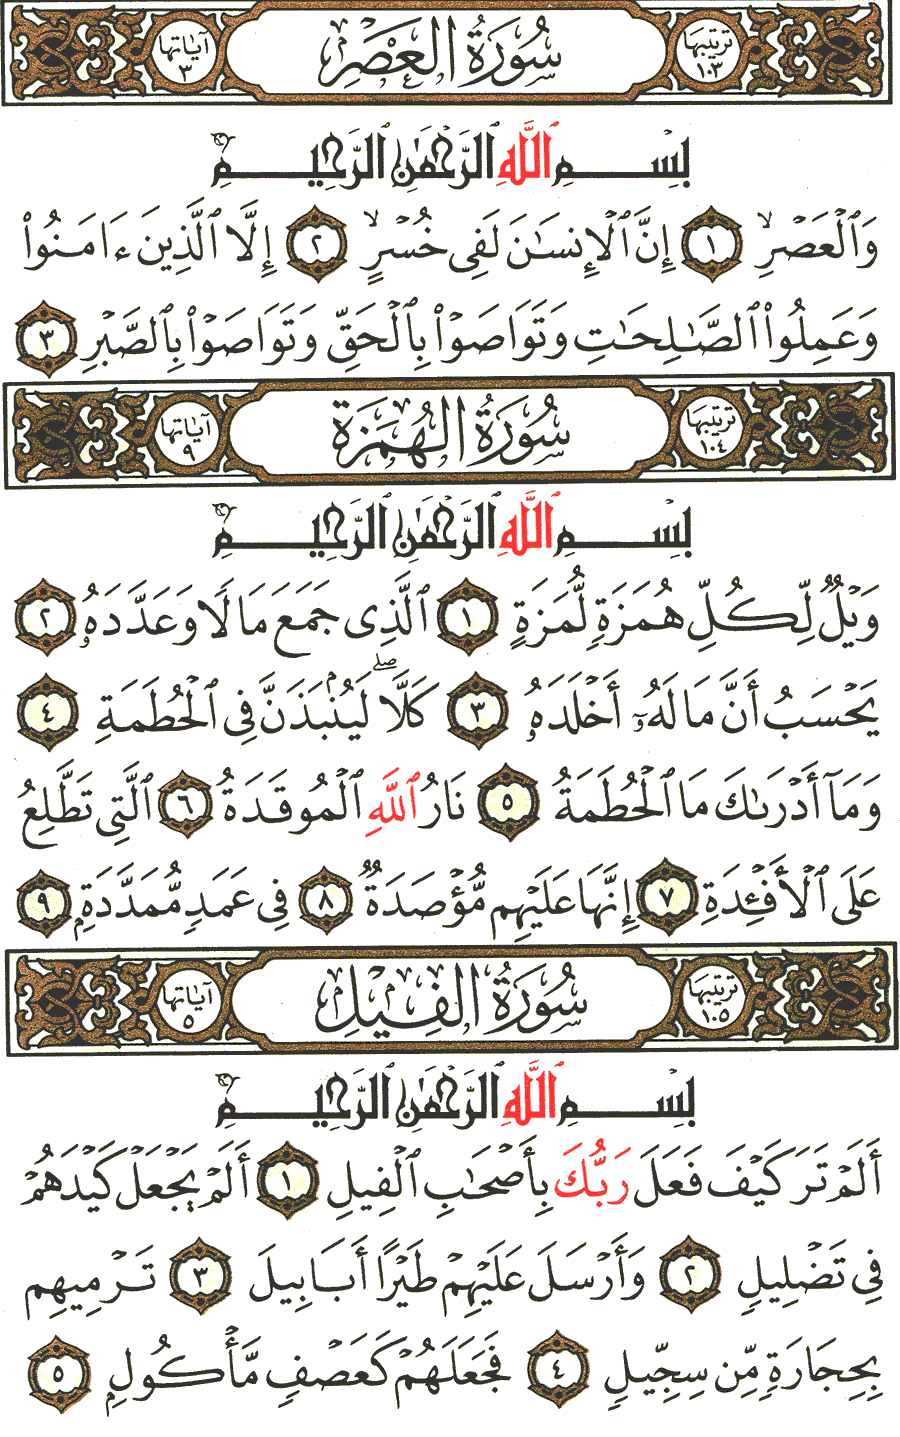 ترتيبها ١٠٣ سُورَةُ العَصْرِ آياتها ٣
بِسْمِ ٱللَّهِ ٱلرَّحْمَٰنِ ٱلرَّحِيمِ
وَٱلْعَصْرِ ۙ ١ إِنَّ ٱلْإِنسَٰنَ لَفِى خُسْرٍ ۙ ٢ إِلَّا ٱلَّذِينَ ءَامَنُوا۟
وَعَمِلُوا۟ ٱلصَّٰلِحَٰتِ وَتَوَاصَوْا۟ بِٱلْحَقِّ وَتَوَاصَوْا۟ بِٱلصَّبْرِ ٣
ترتيبها ١٠٤ سُورَةُ الهُمَزَة آياتها ٩
بِسْمِ ٱللَّهِ ٱلرَّحْمَٰنِ ٱلرَّحِيمِ
وَيْلٌ لِّكُلِّ هُمَزَةٍ لُّمَزَةٍ ١ ٱلَّذِى جَمَعَ مَالًا وَعَدَّدَهُۥ ٢
يَحْسَبُ أَنَّ مَالَهُۥٓ أَخْلَدَهُۥ ٣ كَلَّا ۖ لَيُنۢبَذَنَّ فِى ٱلْحُطَمَةِ ٤
وَمَآ أَدْرَىٰكَ مَا ٱلْحُطَمَةُ ٥ نَارُ ٱللَّهِ ٱلْمُوقَدَةُ ٦ ٱلَّتِى تَطَّلِعُ
عَلَى ٱلْأَفْـِٔدَةِ ٧ إِنَّهَا عَلَيْهِم مُّؤْصَدَةٌ ٨ فِى عَمَدٍ مُّمَدَّدَةٍۭ ٩
ترتيبها ١٠٥ سُورَةُ الفِيلِ آياتها ٥
بِسْمِ ٱللَّهِ ٱلرَّحْمَٰنِ ٱلرَّحِيمِ
أَلَمْ تَرَ كَيْفَ فَعَلَ رَبُّكَ بِأَصْحَٰبِ ٱلْفِيلِ ١ أَلَمْ يَجْعَلْ كَيْدَهُمْ
فِى تَضْلِيلٍ ٢ وَأَرْسَلَ عَلَيْهِمْ طَيْرًا أَبَابِيلَ ٣ تَرْمِيهِم
بِحِجَارَةٍ مِّن سِجِّيلٍ ٤ فَجَعَلَهُمْ كَعَصْفٍ مَّأْكُولٍۭ ٥